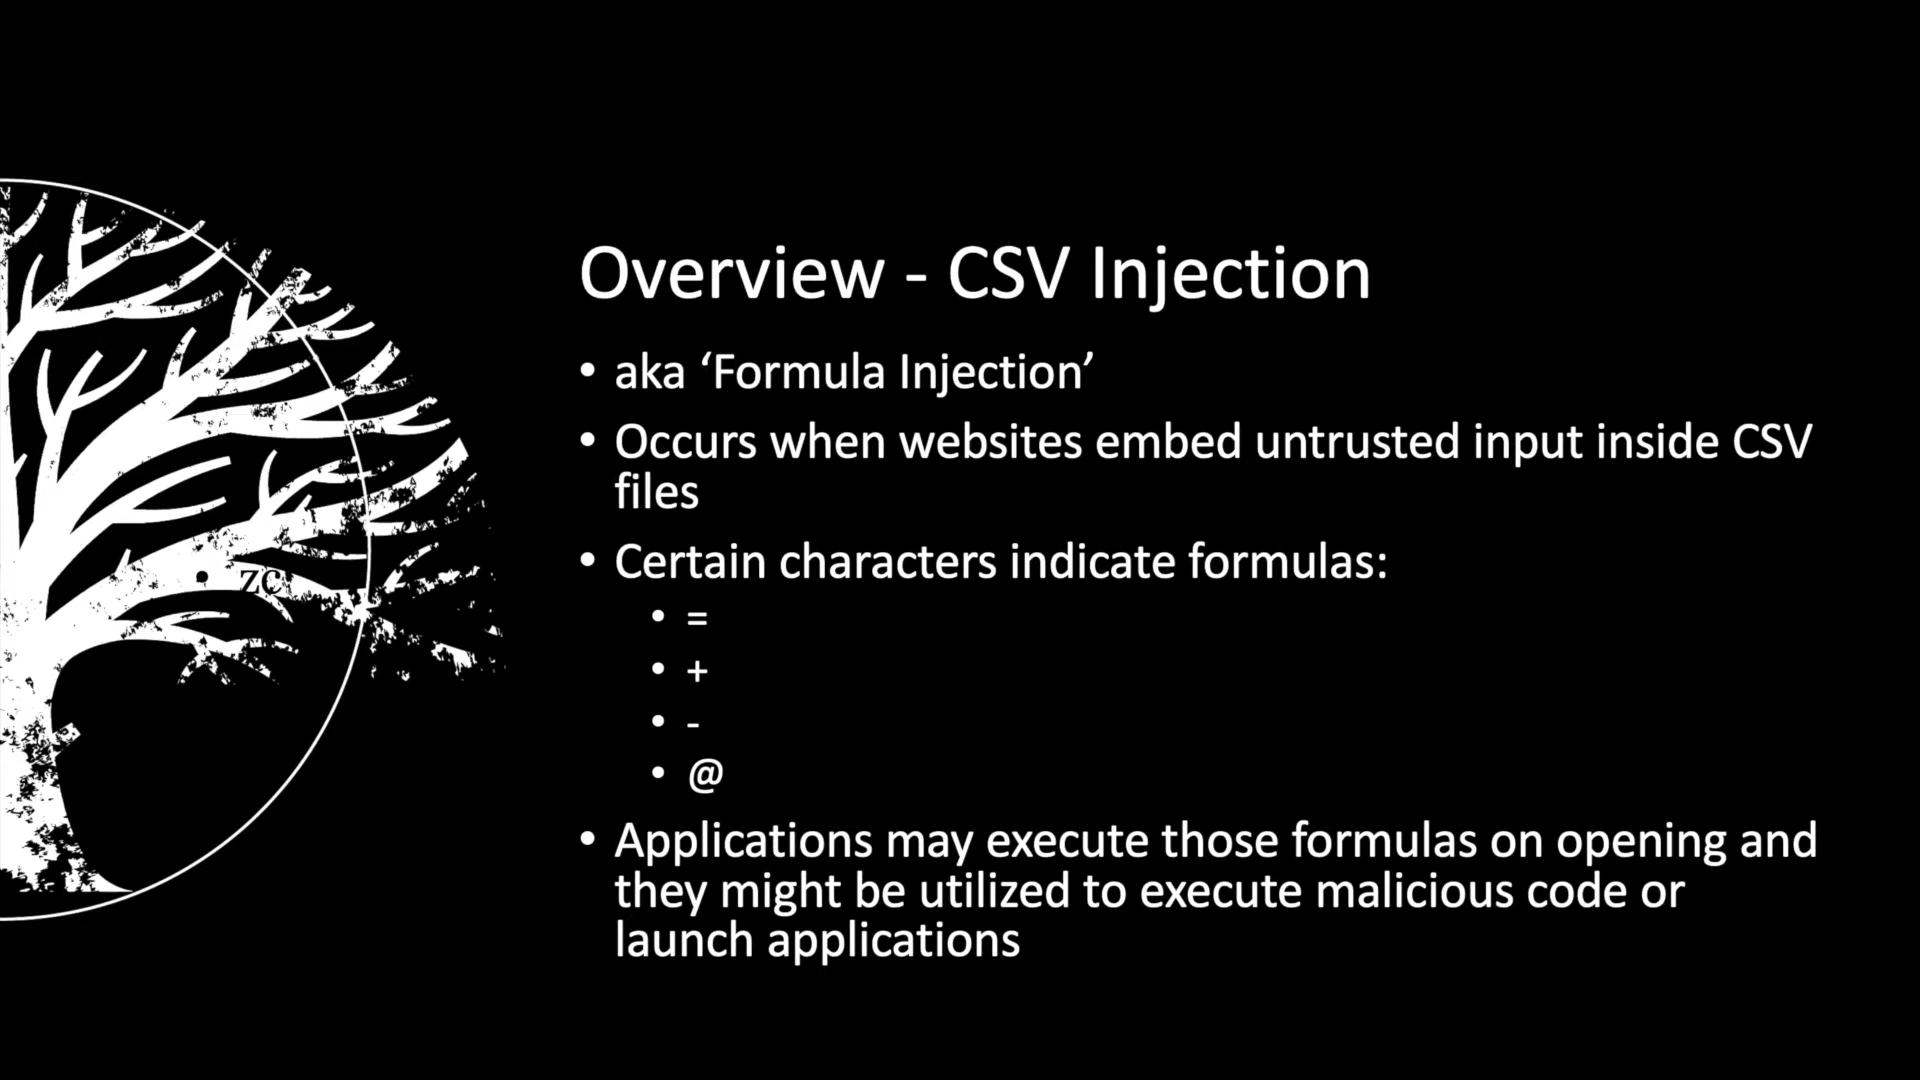 Overview - CSV Injection
• aka ‘Formula Injection’
• Occurs when websites embed untrusted input inside CSV
files
• Certain characters indicate formulas:
• =
• +
• -
• @
• Applications may execute those formulas on opening and
they might be utilized to execute malicious code or
launch applications
• ZC